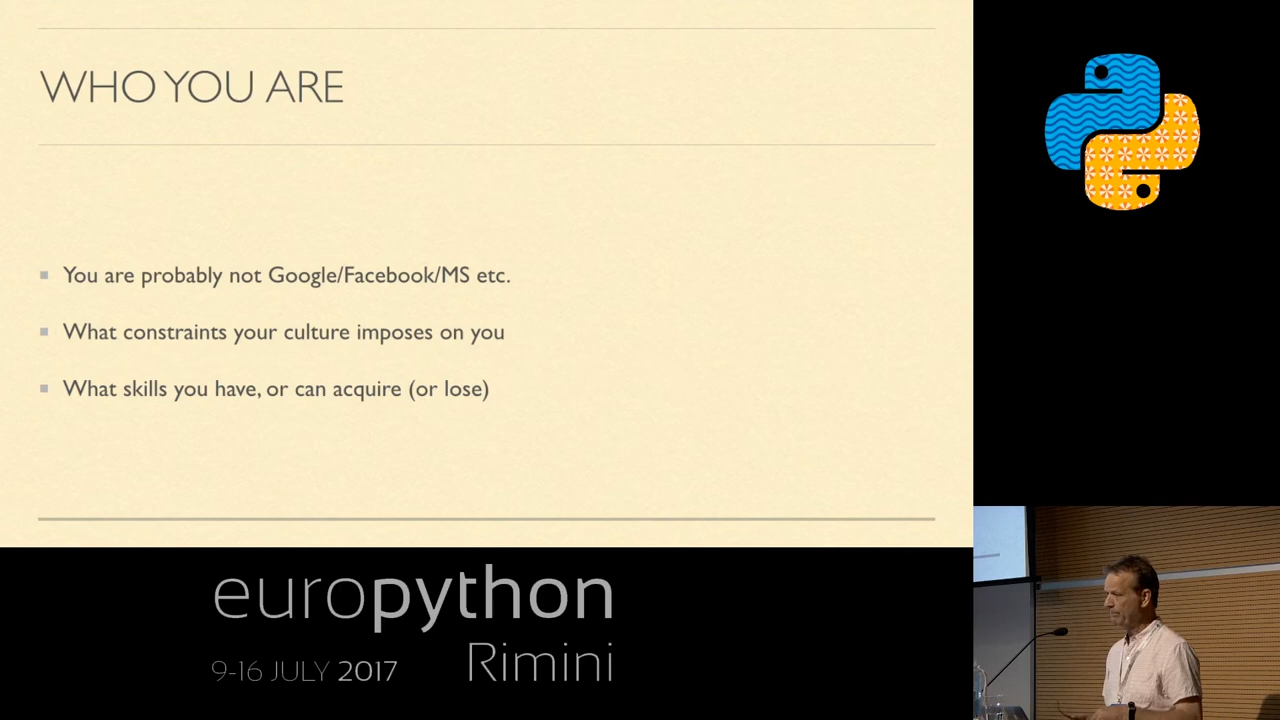 WHO YOU ARE
You are probably not Google/Facebook/MS etc.
What constraints your culture imposes on you
What skills you have, or can acquire (or lose)
europython
9-16 JULY 2017 Rimini